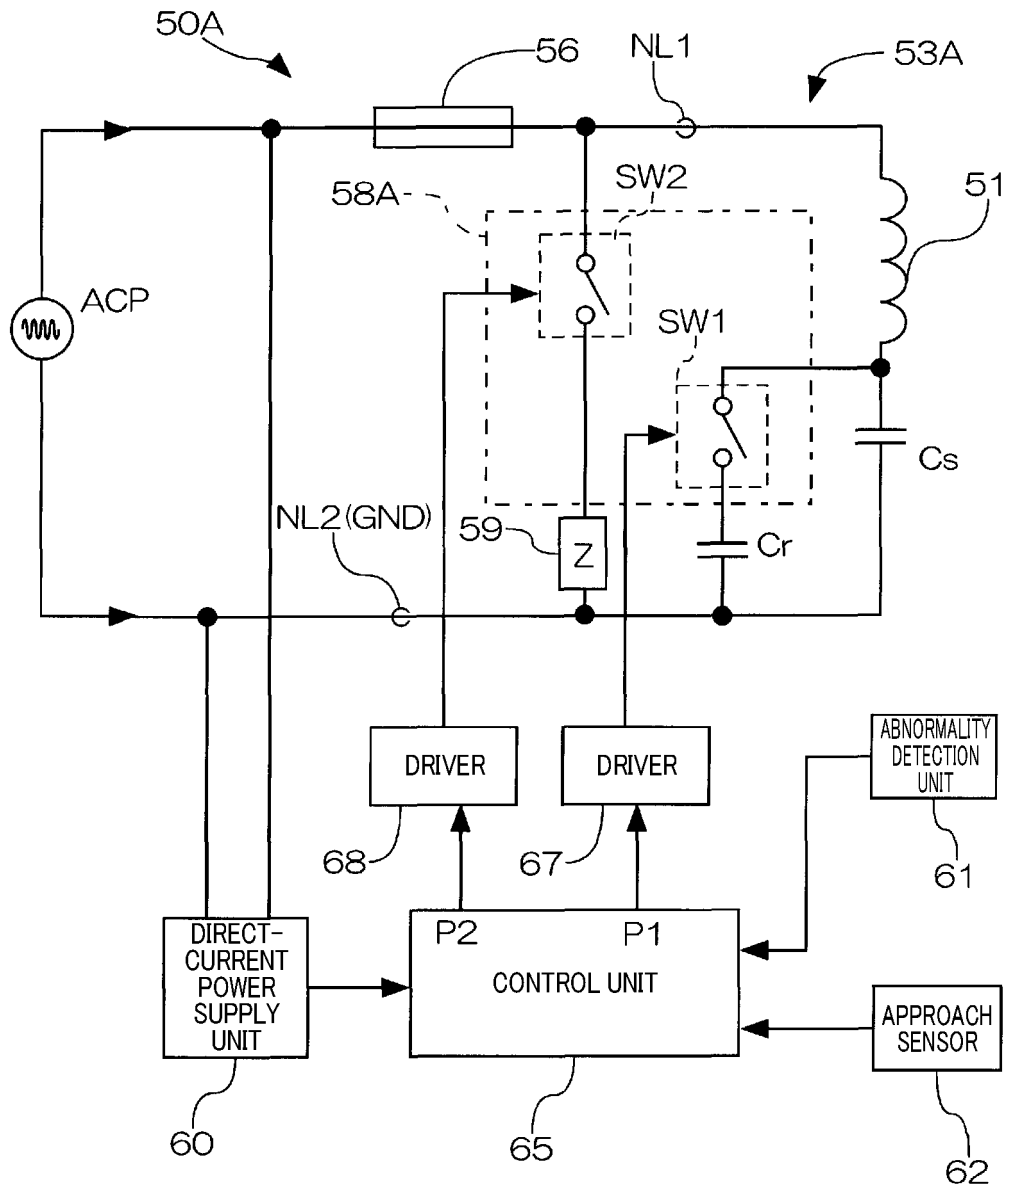 50A
56
NL1
53A
58A
SW2
51
ACP
SW1
Cs
NL2 (GND)
59
Z
Cr
DRIVER
DRIVER
ABNORMALITY
DETECTION
UNIT
68
67
61
P2
P1
DIRECT-
CURRENT
POWER
SUPPLY
UNIT
CONTROL UNIT
APPROACH
SENSOR
60
65
62